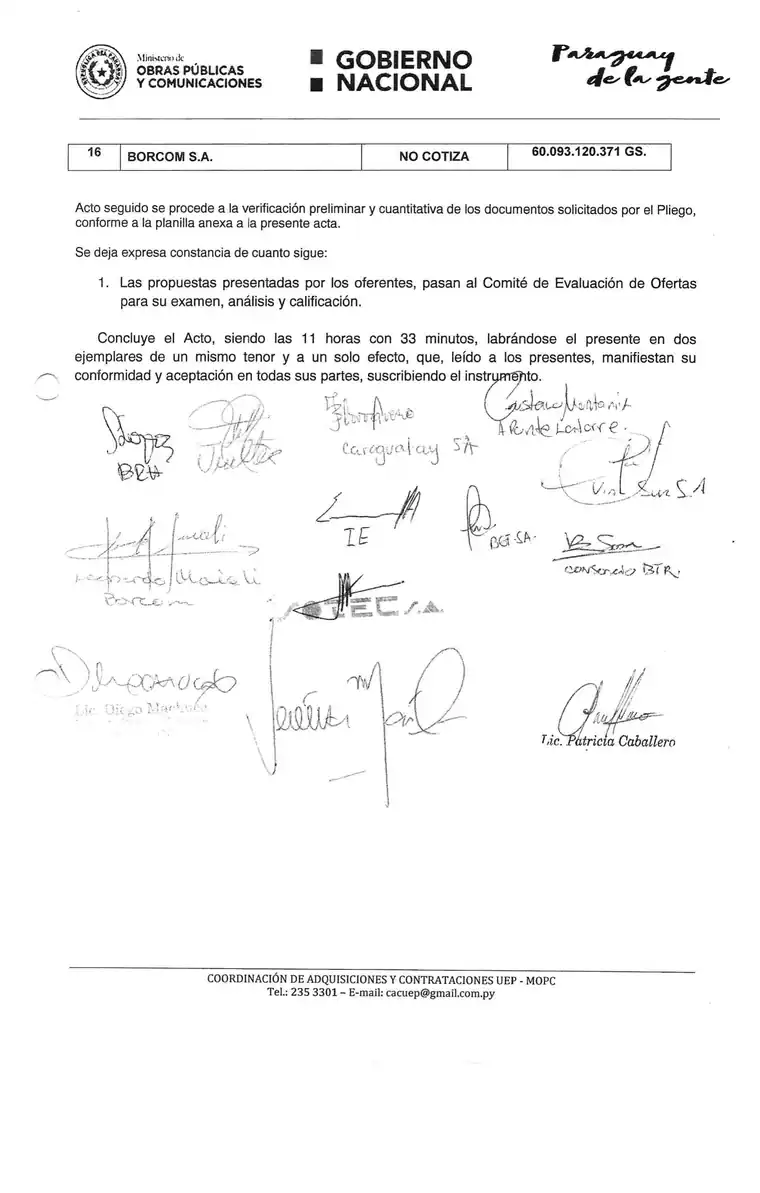 Ministerio de
OBRAS PÚBLICAS
Y COMUNICACIONES
GOBIERNO
NACIONAL
Paraguay
de la gente
16 BORCOM S.A. NO COTIZA 60.093.120.371 GS.
Acto seguido se procede a la verificación preliminar y cuantitativa de los documentos solicitados por el Pliego,
conforme a la planilla anexa a la presente acta.
Se deja expresa constancia de cuanto sigue:
1. Las propuestas presentadas por los oferentes, pasan al Comité de Evaluación de Ofertas
para su examen, análisis y calificación.
Concluye el Acto, siendo las 11 horas con 33 minutos, labrándose el presente en dos
ejemplares de un mismo tenor y a un solo efecto, que, leído a los presentes, manifiestan su
conformidad y aceptación en todas sus partes, suscribiendo el instrumento.
Caroguatay SA
BRH
Vial Sur S.A
IE
BGI-SA.
Consorcio BTR.
Borcom
TEC S.A.
Lic. Diego
Lic. Patricia Caballero
COORDINACIÓN DE ADQUISICIONES Y CONTRATACIONES UEP - MOPC
Tel.: 235 3301 – E-mail: cacuep@gmail.com.py